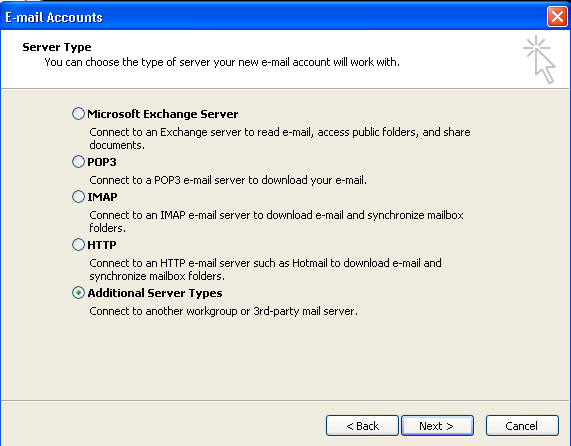 E-mail Accounts
Server Type
You can choose the type of server your new e-mail account will work with.
Microsoft Exchange Server
Connect to an Exchange server to read e-mail, access public folders, and share
documents.
POP3
Connect to a POP3 e-mail server to download your e-mail.
IMAP
Connect to an IMAP e-mail server to download e-mail and synchronize mailbox
folders.
HTTP
Connect to an HTTP e-mail server such as Hotmail to download e-mail and
synchronize mailbox folders.
Additional Server Types
Connect to another workgroup or 3rd-party mail server.
< Back Next > Cancel